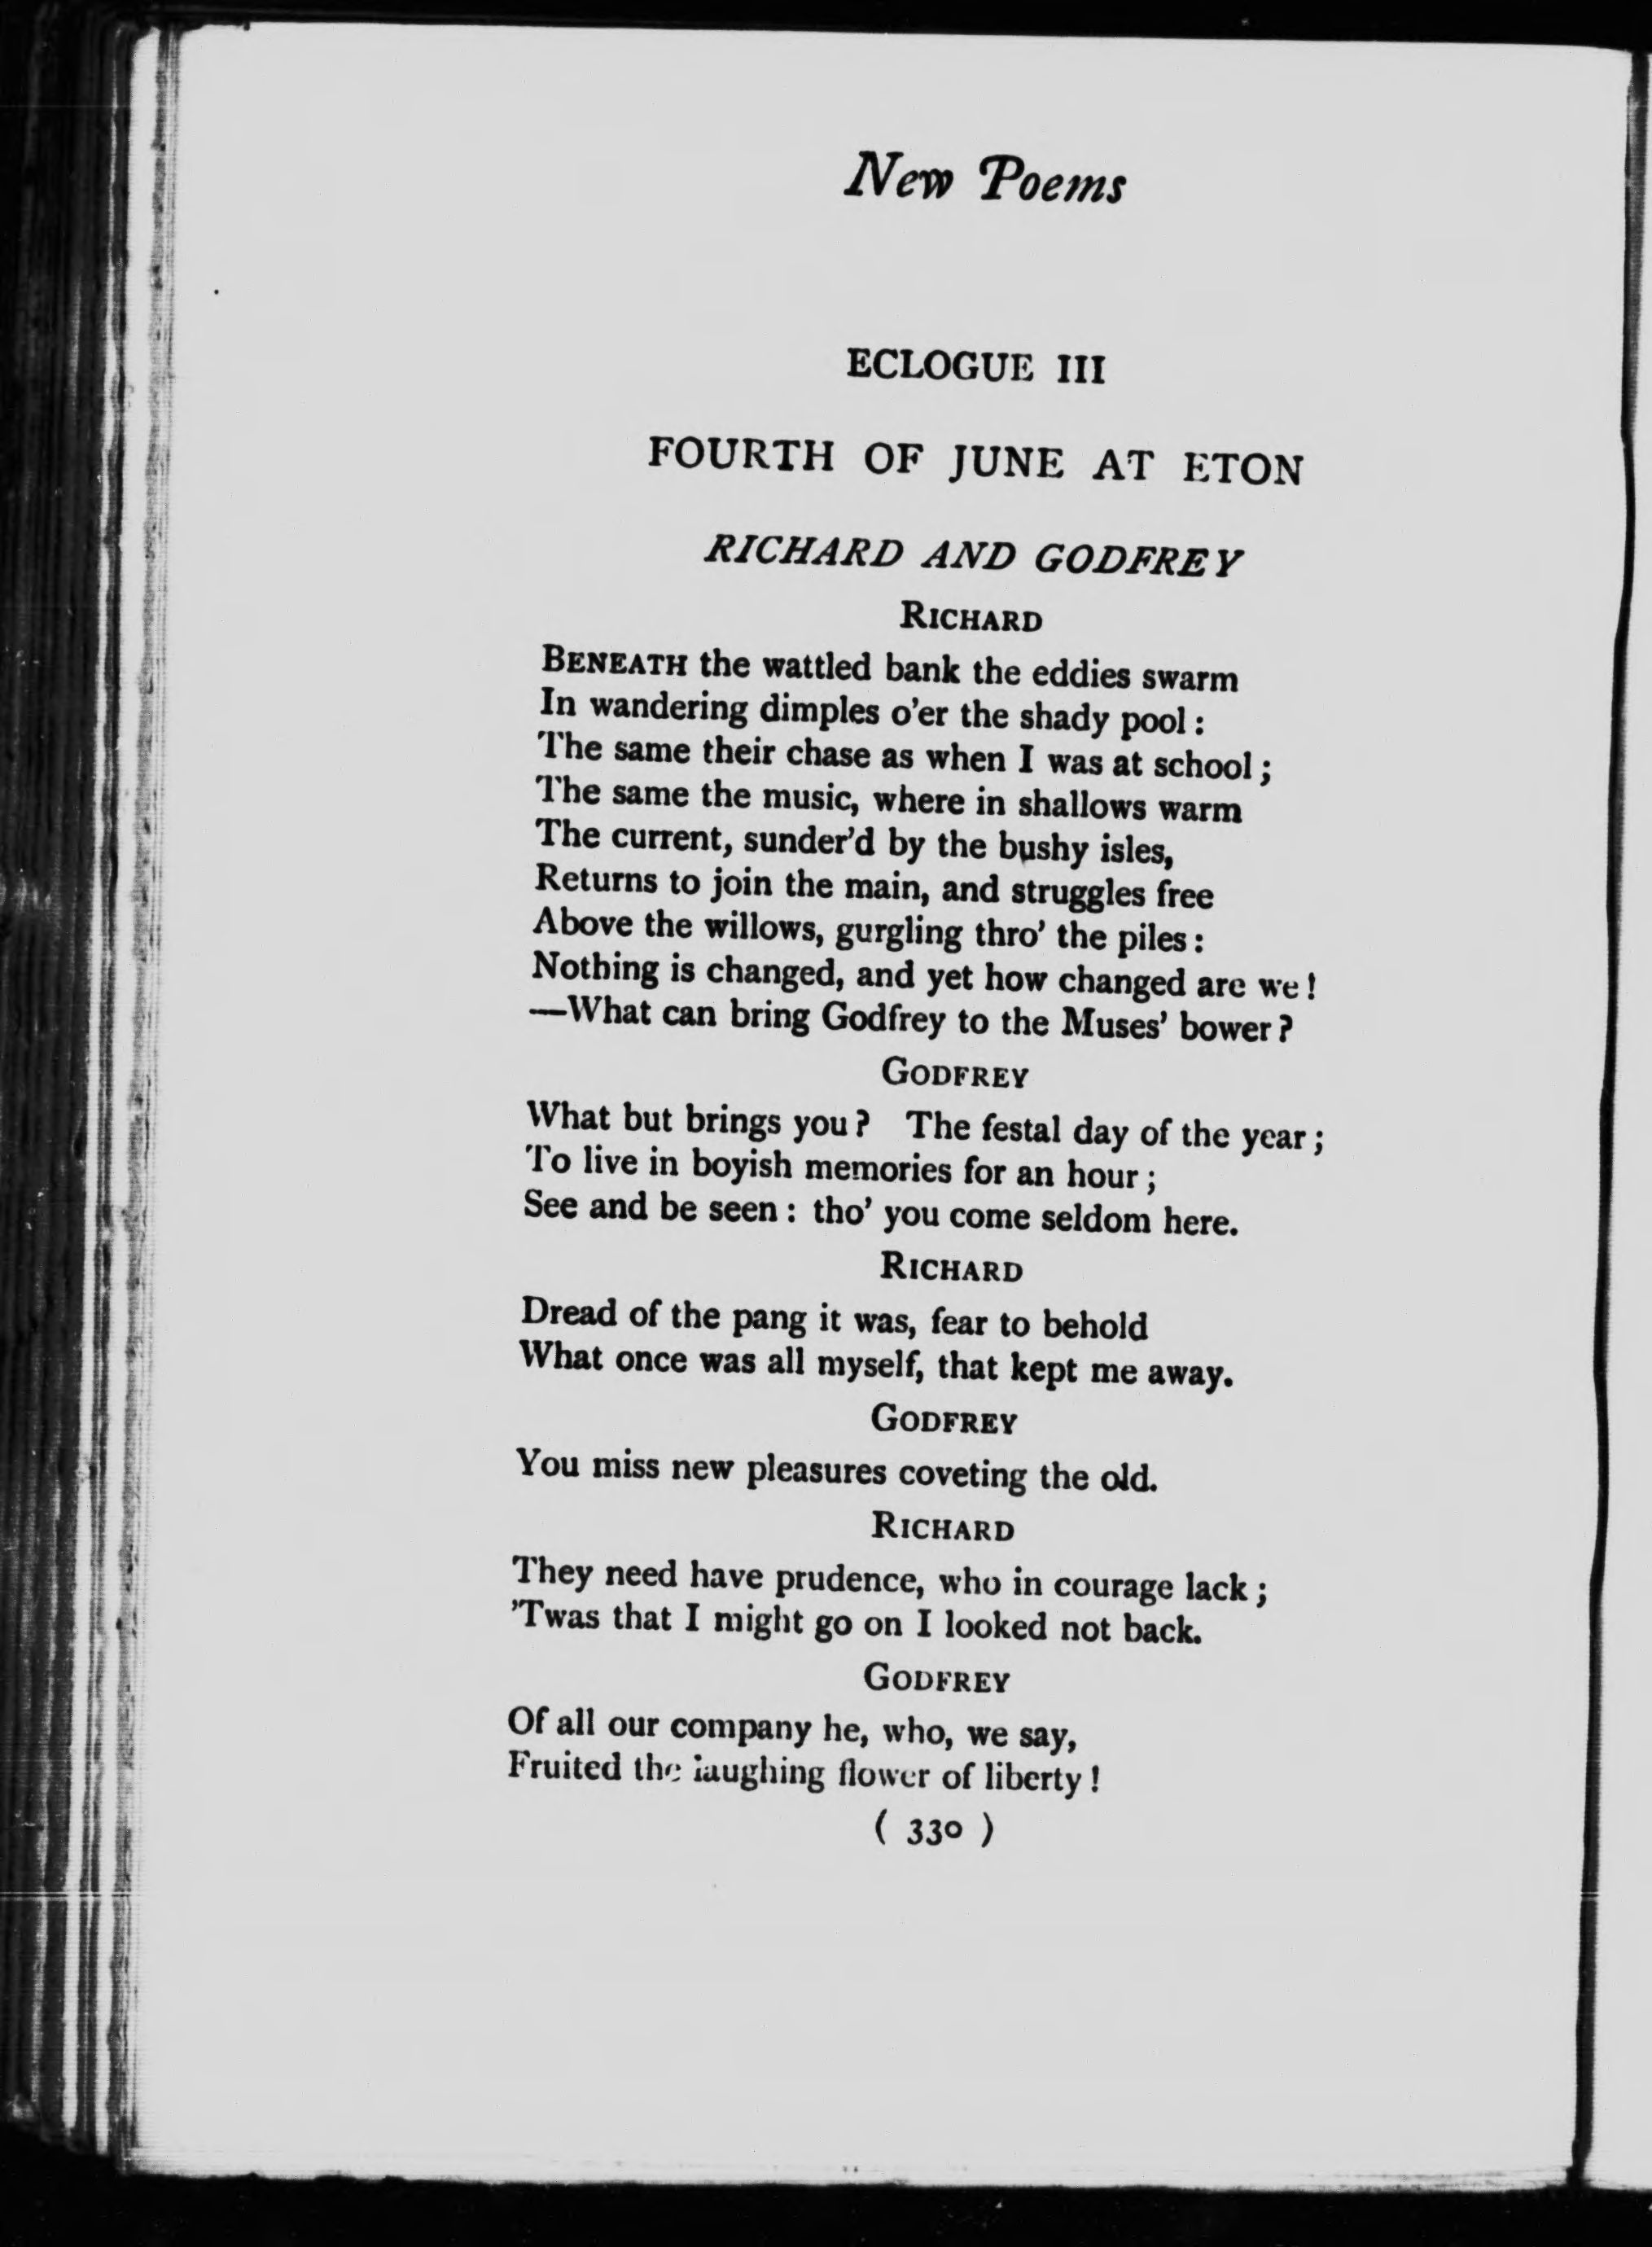 New Poems
ECLOGUE III
FOURTH OF JUNE AT ETON
RICHARD AND GODFREY
RICHARD
BENEATH the wattled bank the eddies swarm
In wandering dimples o'er the shady pool :
The same their chase as when I was at school ;
The same the music, where in shallows warm
The current, sunder'd by the bushy isles,
Returns to join the main, and struggles free
Above the willows, gurgling thro' the piles :
Nothing is changed, and yet how changed are we !
—What can bring Godfrey to the Muses' bower ?
GODFREY
What but brings you ? The festal day of the year ;
To live in boyish memories for an hour ;
See and be seen : tho' you come seldom here.
RICHARD
Dread of the pang it was, fear to behold
What once was all myself, that kept me away.
GODFREY
You miss new pleasures coveting the old.
RICHARD
They need have prudence, who in courage lack ;
'Twas that I might go on I looked not back.
GODFREY
Of all our company he, who, we say,
Fruited the laughing flower of liberty !
( 330 )